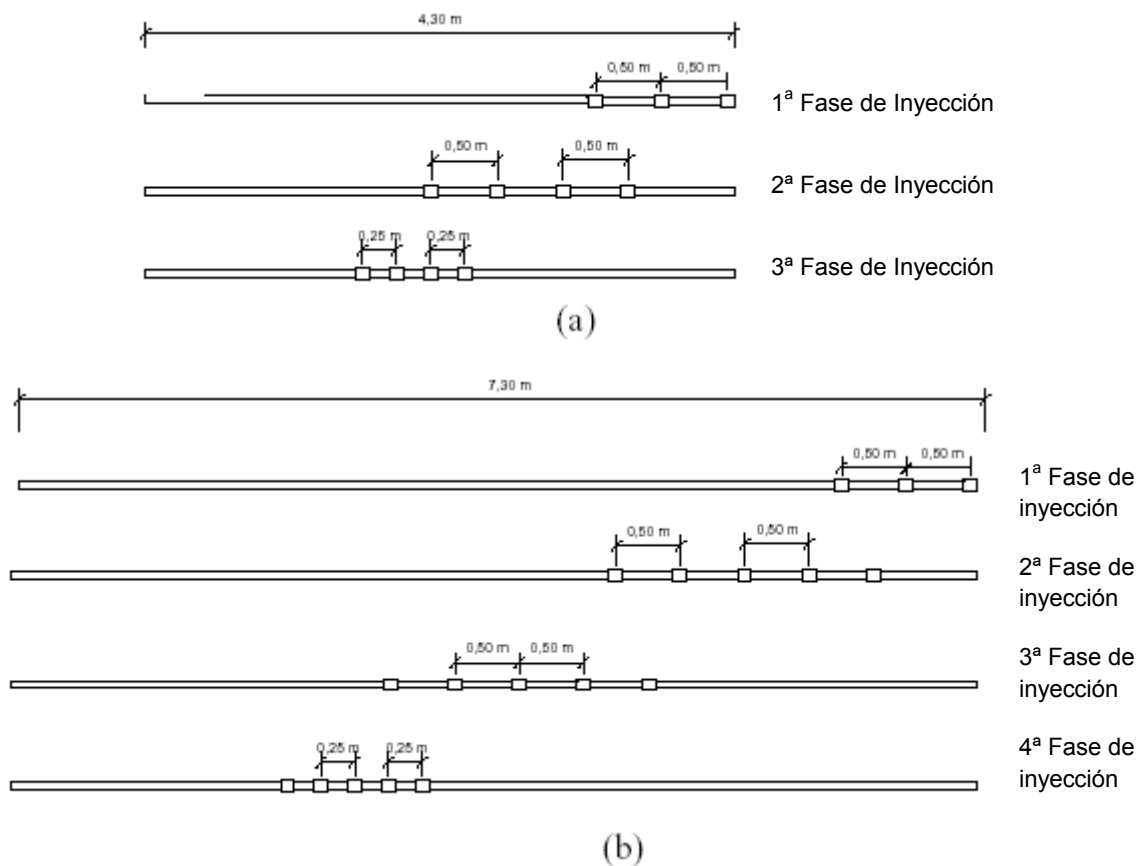 4,30 m
0,50 m 0,50 m
1ª Fase de Inyección
0,50 m 0,50 m
2ª Fase de Inyección
0,25 m 0,25 m
3ª Fase de Inyección
(a)
7,30 m
0,50 m 0,50 m
1ª Fase de
inyección
0,50 m 0,50 m
2ª Fase de
inyección
0,50 m 0,50 m
3ª Fase de
inyección
0,25 m 0,25 m
4ª Fase de
inyección
(b)